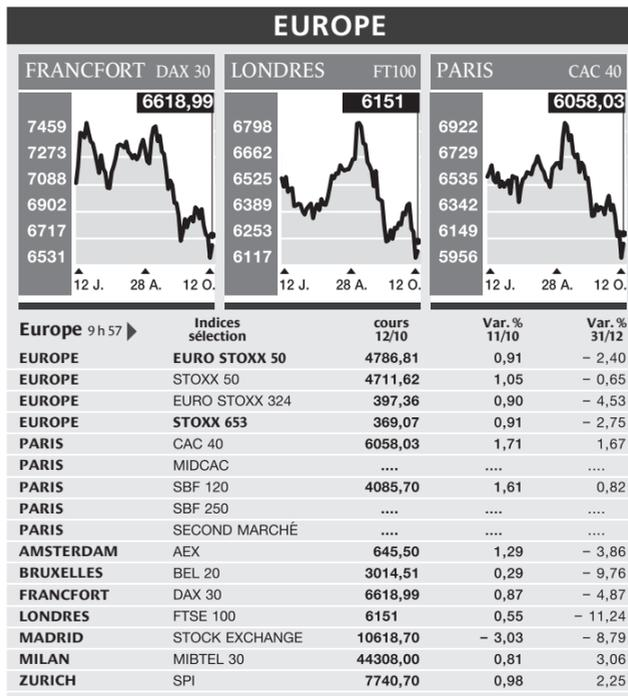 EUROPE
FRANCFORT DAX 30
6618,99
7459
7273
7088
6902
6717
6531
12 J. 28 A. 12 O.
LONDRES FT100
6151
6798
6662
6525
6389
6253
6117
12 J. 28 A. 12 O.
PARIS CAC 40
6058,03
6922
6729
6535
6342
6149
5956
12 J. 28 A. 12 O.
Europe 9 h 57 Indices sélection cours 12/10 Var. % 11/10 Var. % 31/12
EUROPE EURO STOXX 50 4786,81 0,91 – 2,40
EUROPE STOXX 50 4711,62 1,05 – 0,65
EUROPE EURO STOXX 324 397,36 0,90 – 4,53
EUROPE STOXX 653 369,07 0,91 – 2,75
PARIS CAC 40 6058,03 1,71 1,67
PARIS MIDCAC .... .... ....
PARIS SBF 120 4085,70 1,61 0,82
PARIS SBF 250 .... .... ....
PARIS SECOND MARCHÉ .... .... ....
AMSTERDAM AEX 645,50 1,29 – 3,86
BRUXELLES BEL 20 3014,51 0,29 – 9,76
FRANCFORT DAX 30 6618,99 0,87 – 4,87
LONDRES FTSE 100 6151 0,55 – 11,24
MADRID STOCK EXCHANGE 10618,70 – 3,03 – 8,79
MILAN MIBTEL 30 44308,00 0,81 3,06
ZURICH SPI 7740,70 0,98 2,25